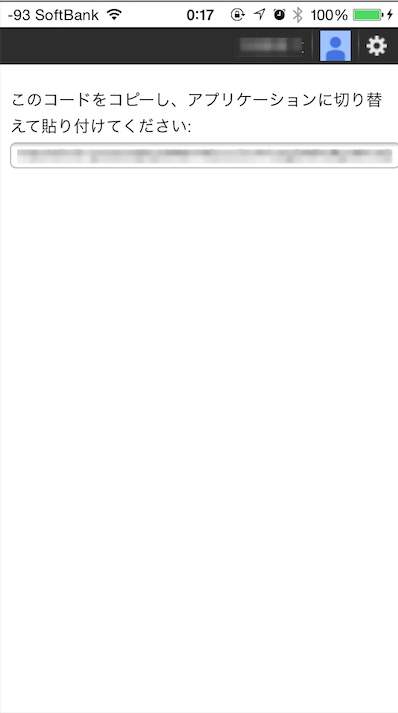 -93 SoftBank 0:17 100%
このコードをコピーし、アプリケーションに切り替
えて貼り付けてください: